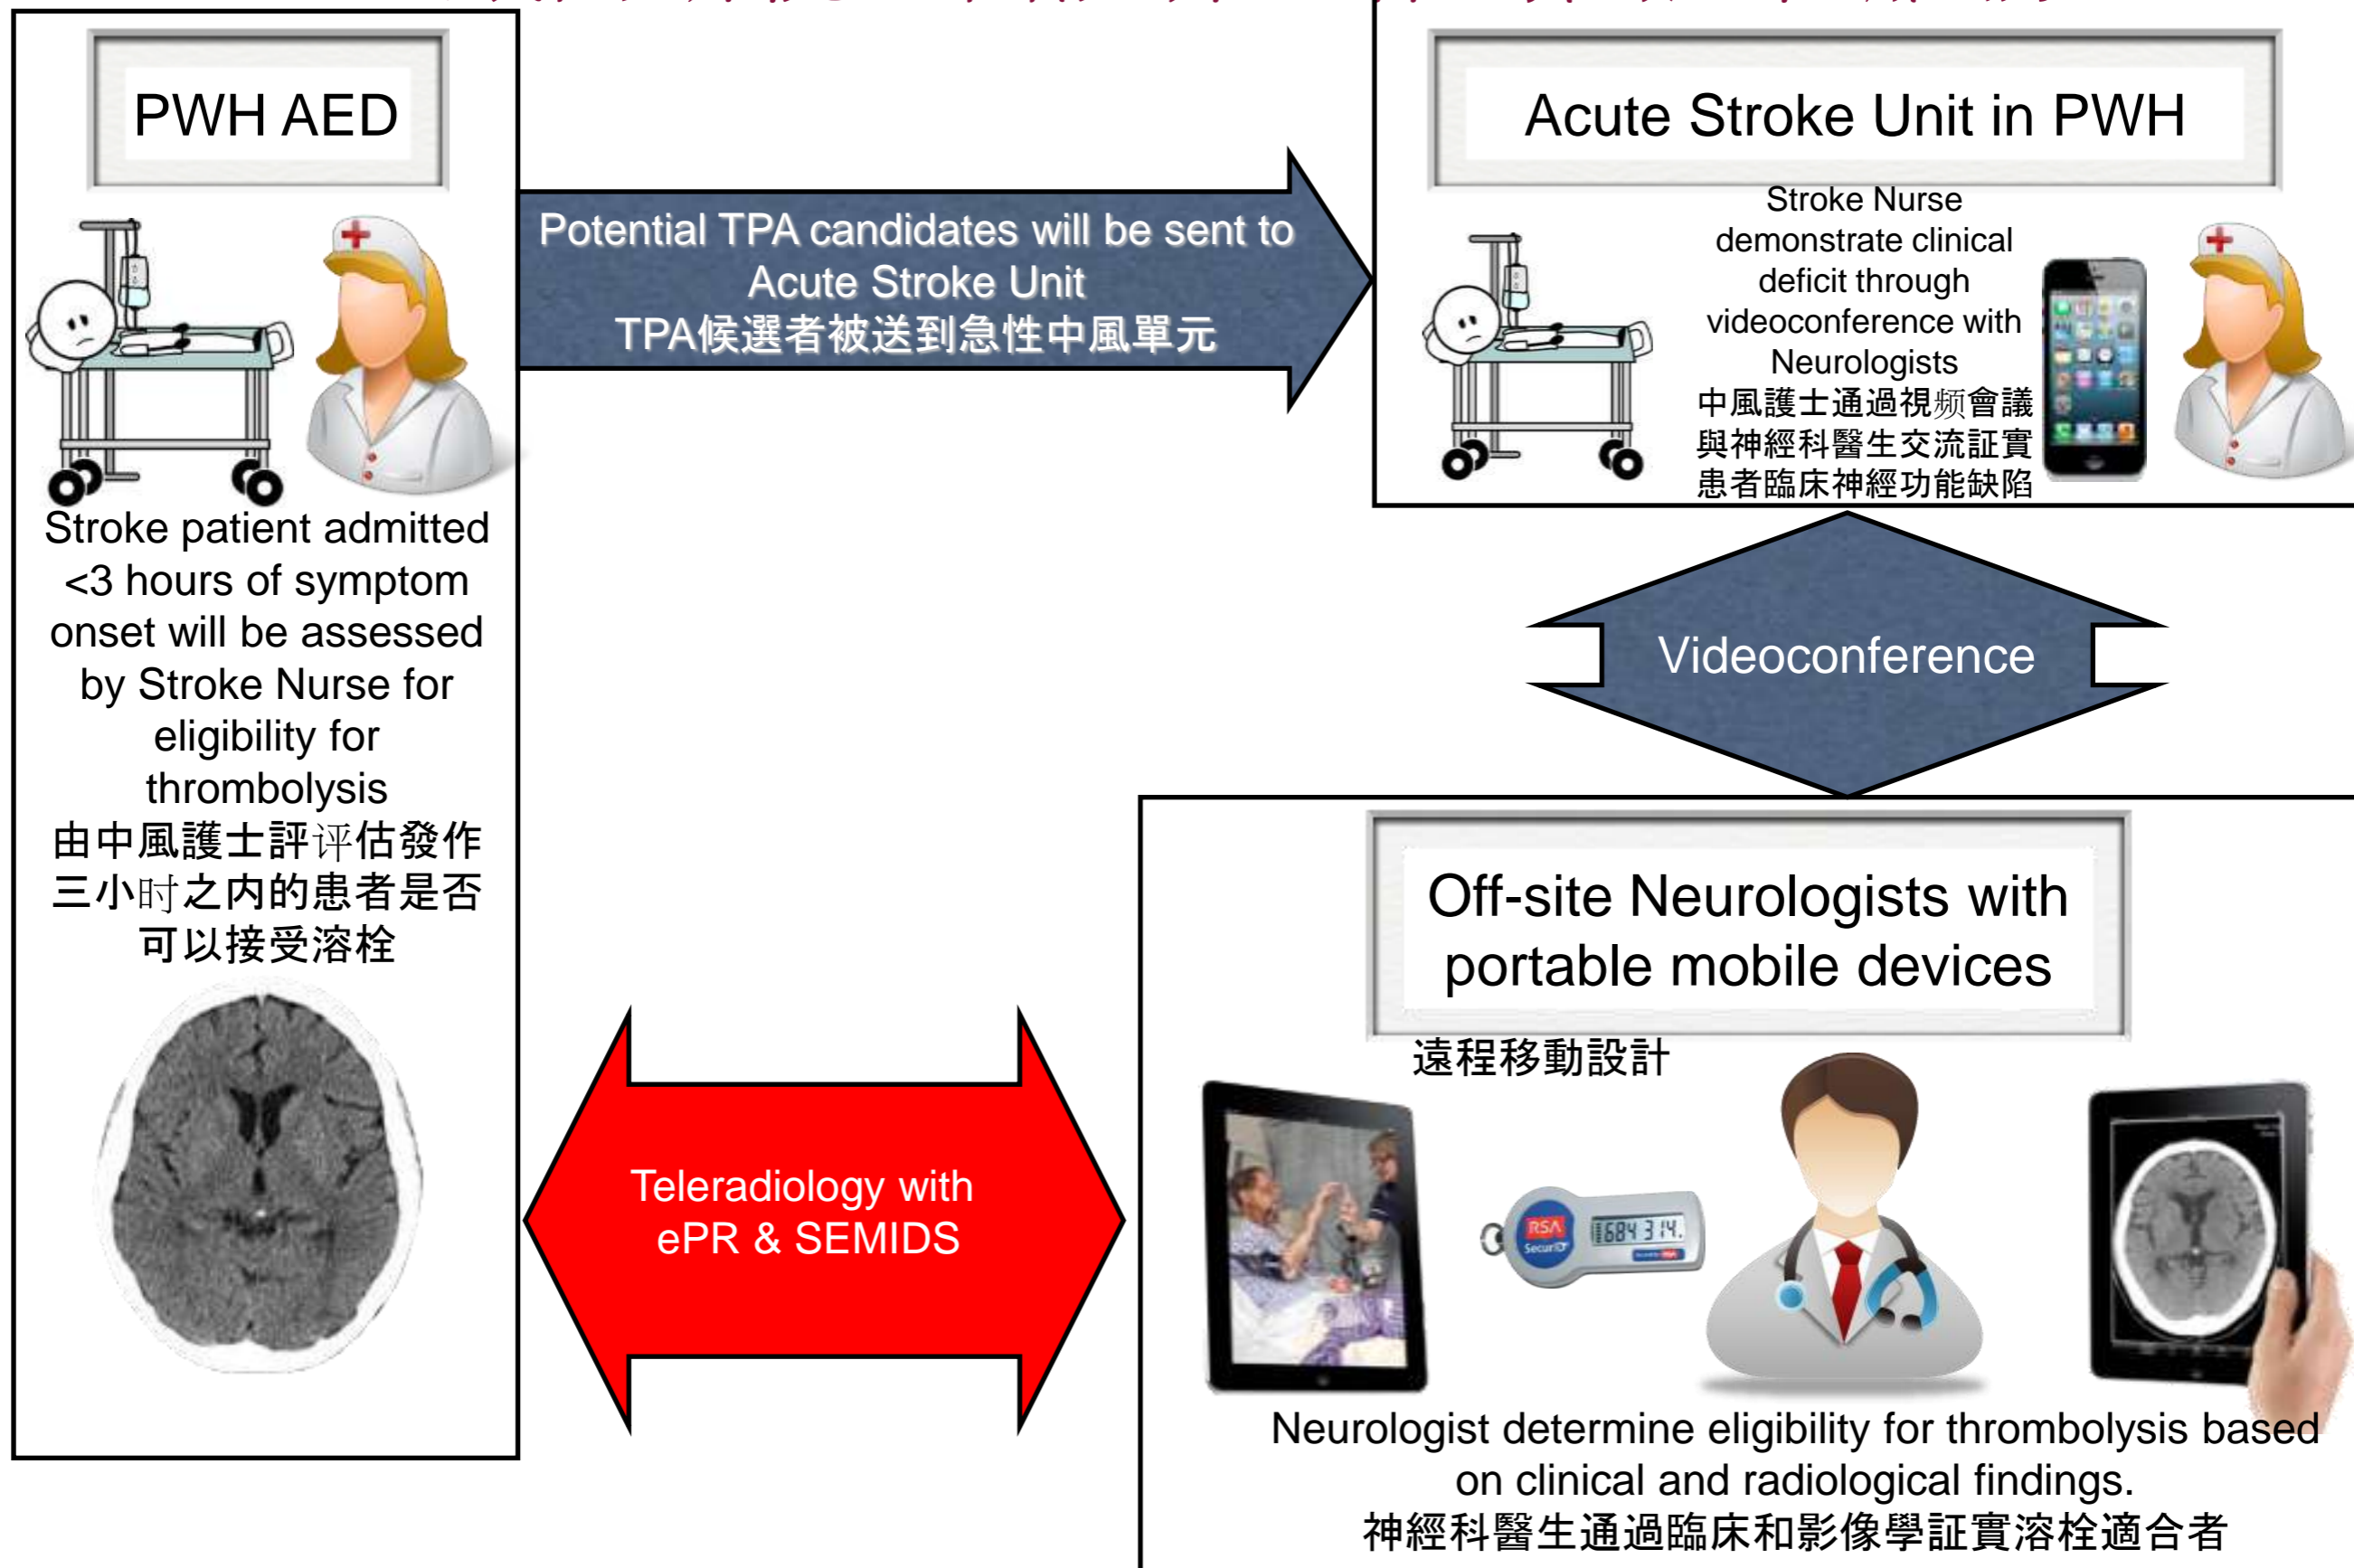 PWH AED
Stroke patient admitted
<3 hours of symptom
onset will be assessed
by Stroke Nurse for
eligibility for
thrombolysis
由中風護士評评估發作
三小时之内的患者是否
可以接受溶栓
Potential TPA candidates will be sent to
Acute Stroke Unit
TPA候選者被送到急性中風單元
Acute Stroke Unit in PWH
Stroke Nurse
demonstrate clinical
deficit through
videoconference with
Neurologists
中風護士通過視频會議
與神經科醫生交流証實
患者臨床神經功能缺陷
Videoconference
Teleradiology with
ePR & SEMIDS
Off-site Neurologists with
portable mobile devices
遠程移動設計
RSA
SecurID
684 314.
Neurologist determine eligibility for thrombolysis based
on clinical and radiological findings.
神經科醫生通過臨床和影像學証實溶栓適合者